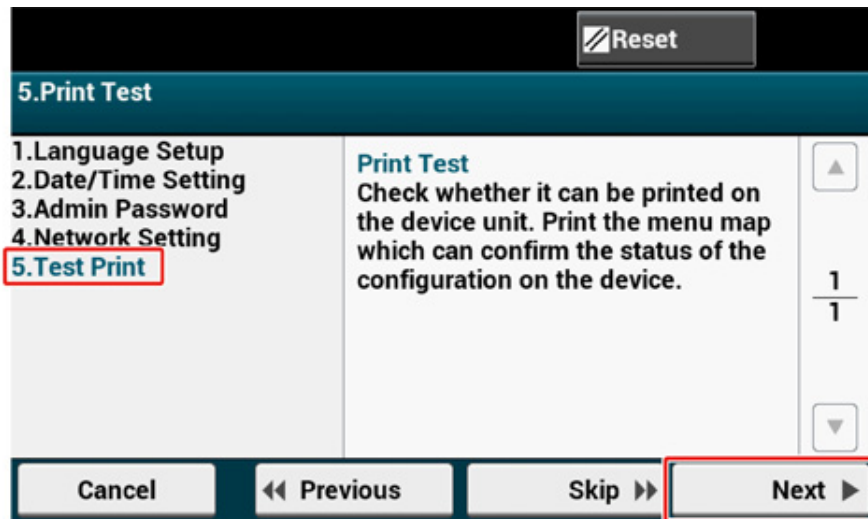 Reset
5.Print Test
1.Language Setup
2.Date/Time Setting
3.Admin Password
4.Network Setting
5.Test Print
Print Test
Check whether it can be printed on
the device unit. Print the menu map
which can confirm the status of the
configuration on the device.
1
1
Cancel
Previous
Skip
Next